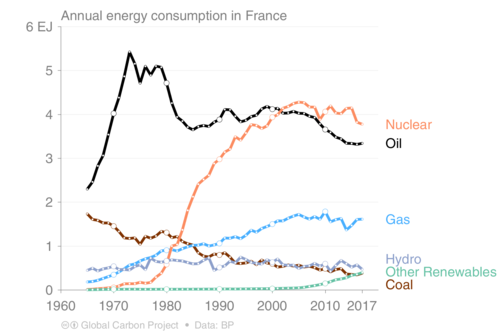 Annual energy consumption in France
6 EJ
5
4
3
2
1
0
1960
1970
1980
1990
2000
2010
2017
Nuclear
Oil
Gas
Hydro
Other Renewables
Coal
Global Carbon Project • Data: BP